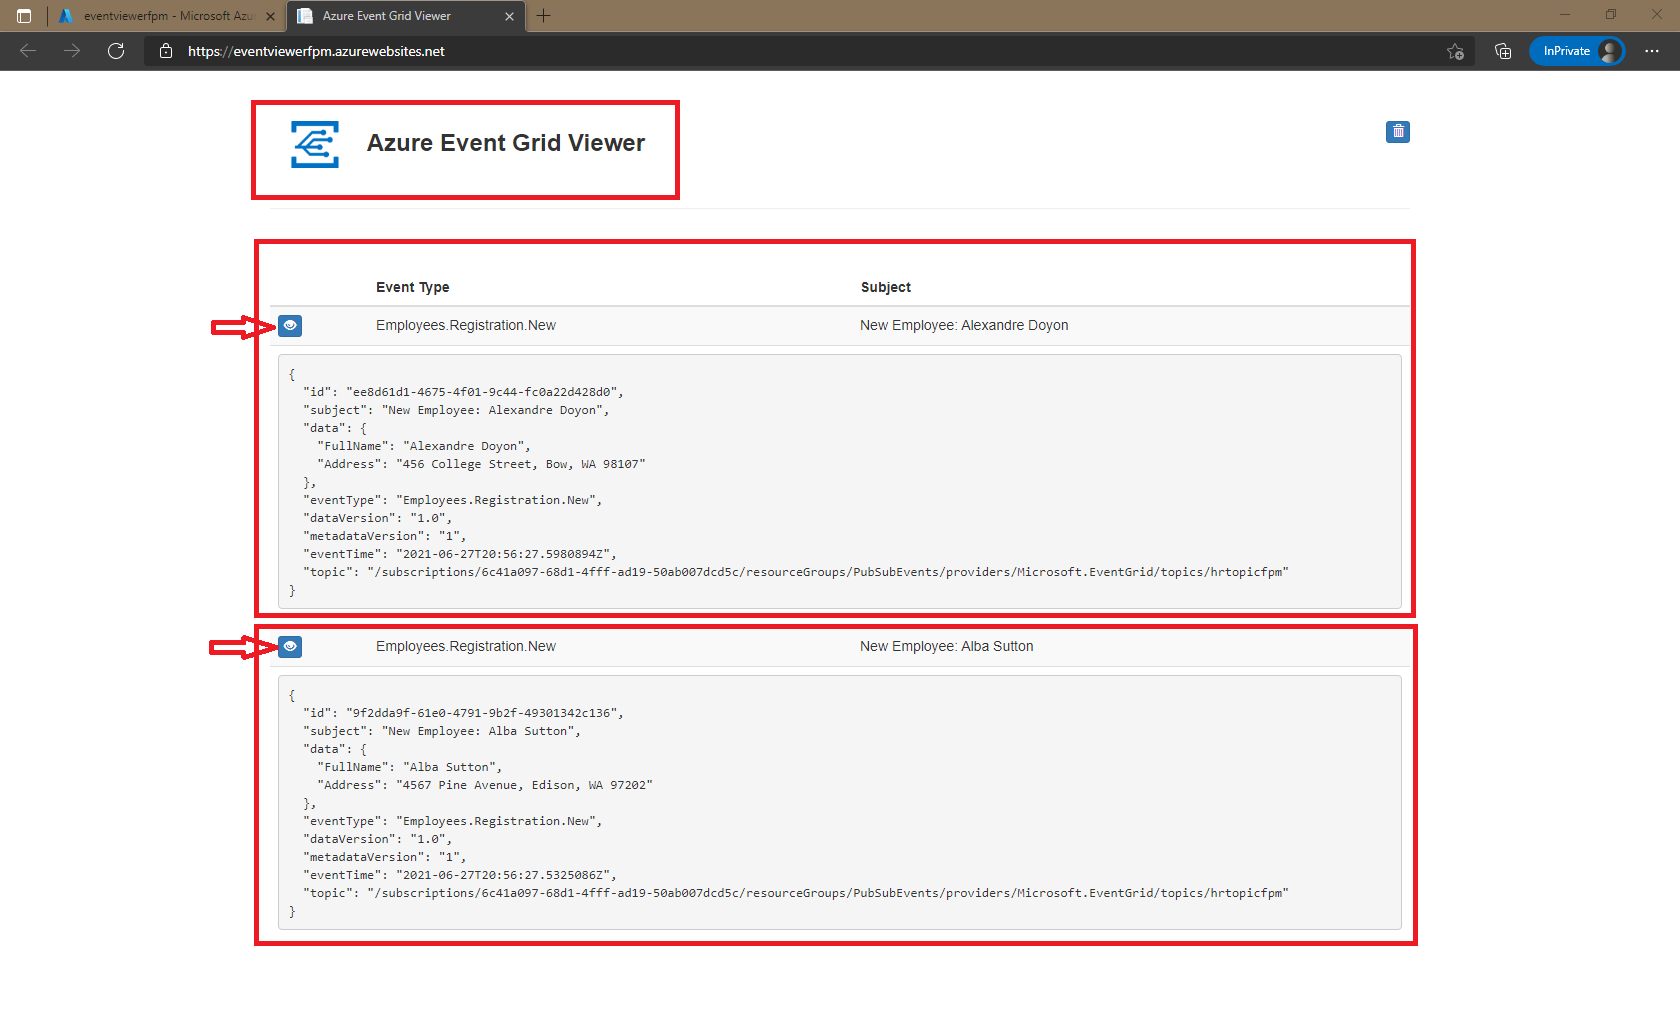 eventviewerfpm - Microsoft Azu
Azure Event Grid Viewer
https://eventviewerfpm.azurewebsites.net
InPrivate
Azure Event Grid Viewer
Event Type Subject
Employees.Registration.New New Employee: Alexandre Doyon
{
"id": "ee8d61d1-4675-4f01-9c44-fc0a22d428d0",
"subject": "New Employee: Alexandre Doyon",
"data": {
"FullName": "Alexandre Doyon",
"Address": "456 College Street, Bow, WA 98107"
},
"eventType": "Employees.Registration.New",
"dataVersion": "1.0",
"metadataVersion": "1",
"eventTime": "2021-06-27T20:56:27.5980894Z",
"topic": "/subscriptions/6c41a097-68d1-4fff-ad19-50ab007dcd5c/resourceGroups/PubSubEvents/providers/Microsoft.EventGrid/topics/hrtopicfpm"
}
Employees.Registration.New New Employee: Alba Sutton
{
"id": "9f2dda9f-61e0-4791-9b2f-49301342c136",
"subject": "New Employee: Alba Sutton",
"data": {
"FullName": "Alba Sutton",
"Address": "4567 Pine Avenue, Edison, WA 97202"
},
"eventType": "Employees.Registration.New",
"dataVersion": "1.0",
"metadataVersion": "1",
"eventTime": "2021-06-27T20:56:27.5325086Z",
"topic": "/subscriptions/6c41a097-68d1-4fff-ad19-50ab007dcd5c/resourceGroups/PubSubEvents/providers/Microsoft.EventGrid/topics/hrtopicfpm"
}